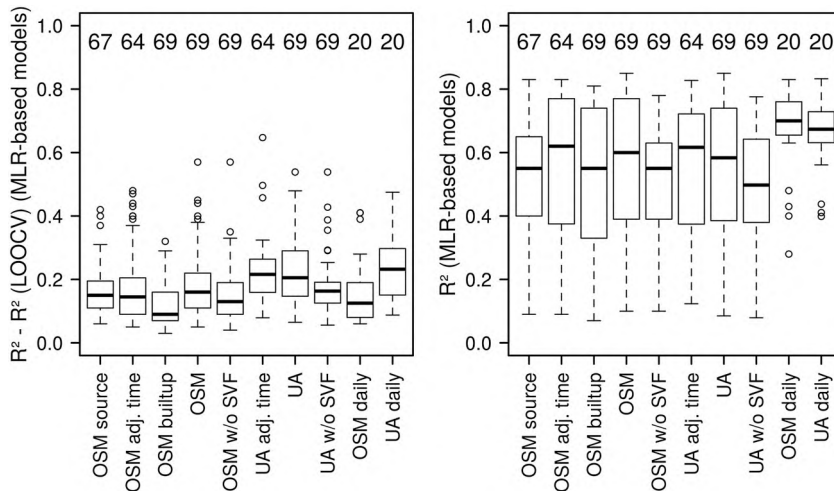 R² - R² (LOOCV) (MLR-based models)
1.0
0.8
0.6
0.4
0.2
0.0
67 64 69 69 69 64 69 69 20 20
OSM source
OSM adj. time
OSM builtup
OSM
OSM w/o SVF
UA adj. time
UA
UA w/o SVF
OSM daily
UA daily
R² (MLR-based models)
1.0
0.8
0.6
0.4
0.2
0.0
67 64 69 69 69 64 69 69 20 20
OSM source
OSM adj. time
OSM builtup
OSM
OSM w/o SVF
UA adj. time
UA
UA w/o SVF
OSM daily
UA daily